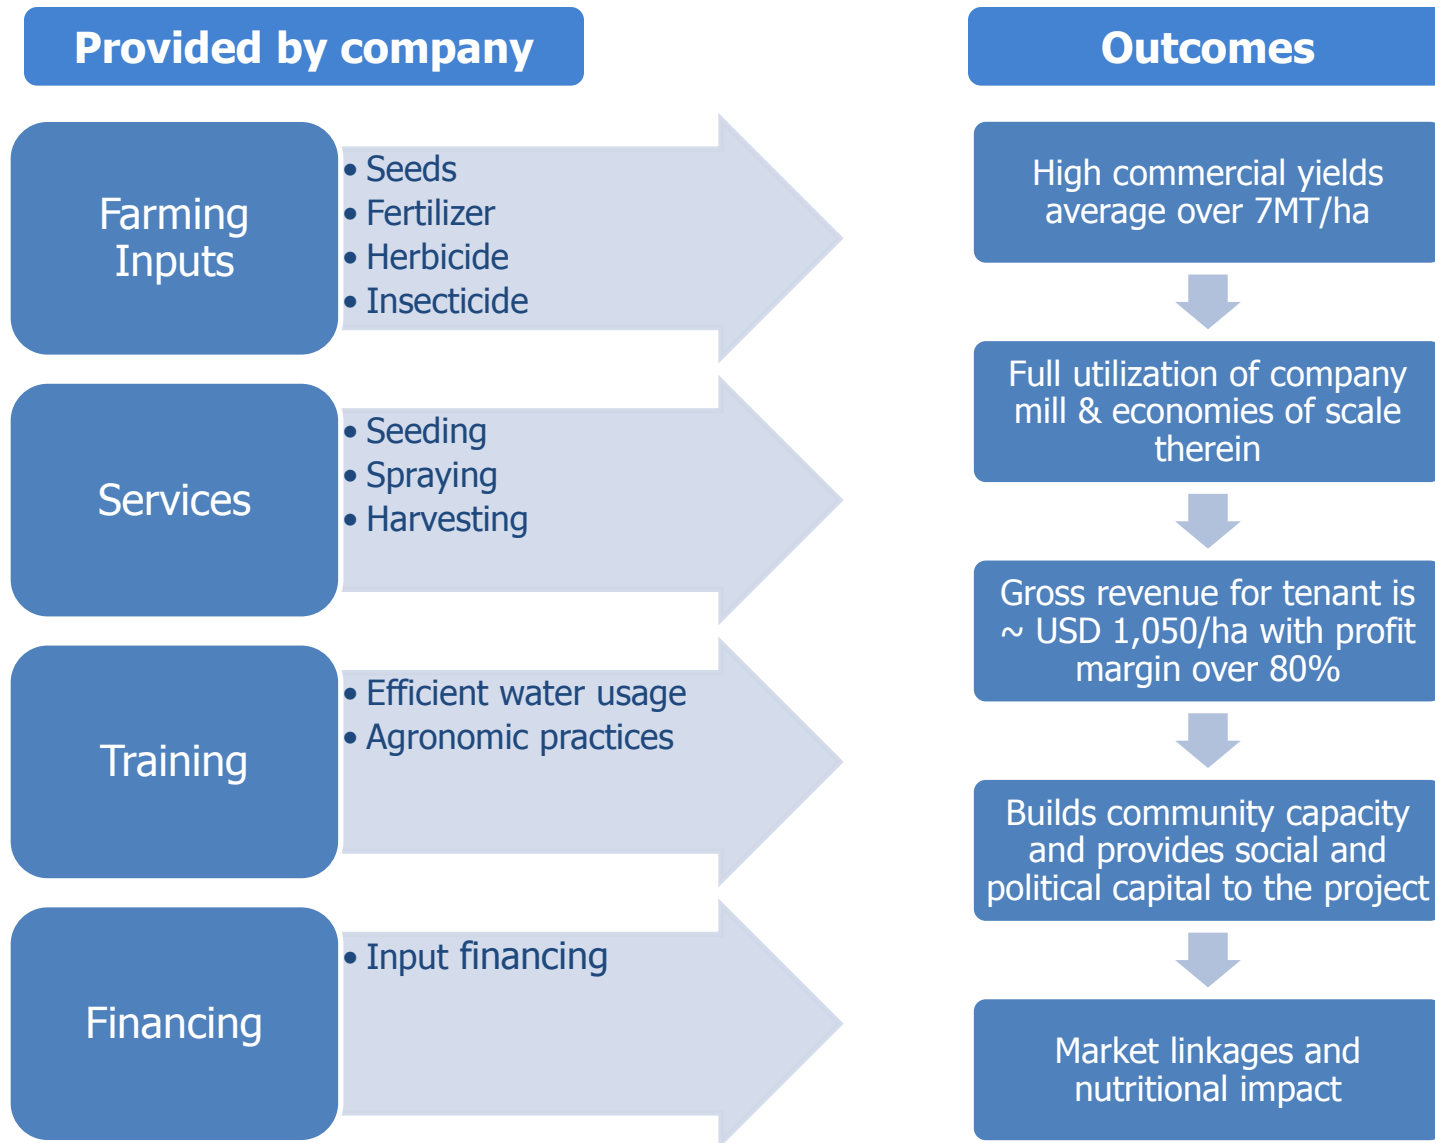 Provided by company
Farming
Inputs
• Seeds
• Fertilizer
• Herbicide
• Insecticide
Services
• Seeding
• Spraying
• Harvesting
Training
• Efficient water usage
• Agronomic practices
Financing
• Input financing
Outcomes
High commercial yields
average over 7MT/ha
Full utilization of company
mill & economies of scale
therein
Gross revenue for tenant is
~ USD 1,050/ha with profit
margin over 80%
Builds community capacity
and provides social and
political capital to the project
Market linkages and
nutritional impact